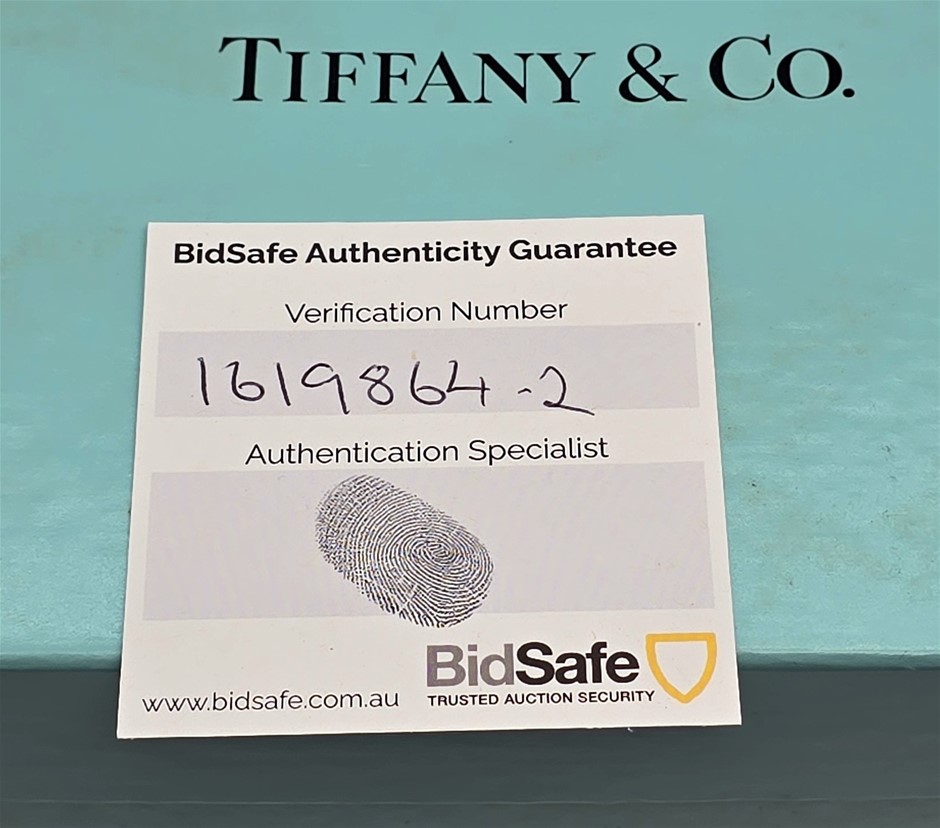 TIFFANY & CO.
BidSafe Authenticity Guarantee
Verification Number
1619864-2
Authentication Specialist
BidSafe
TRUSTED AUCTION SECURITY
www.bidsafe.com.au